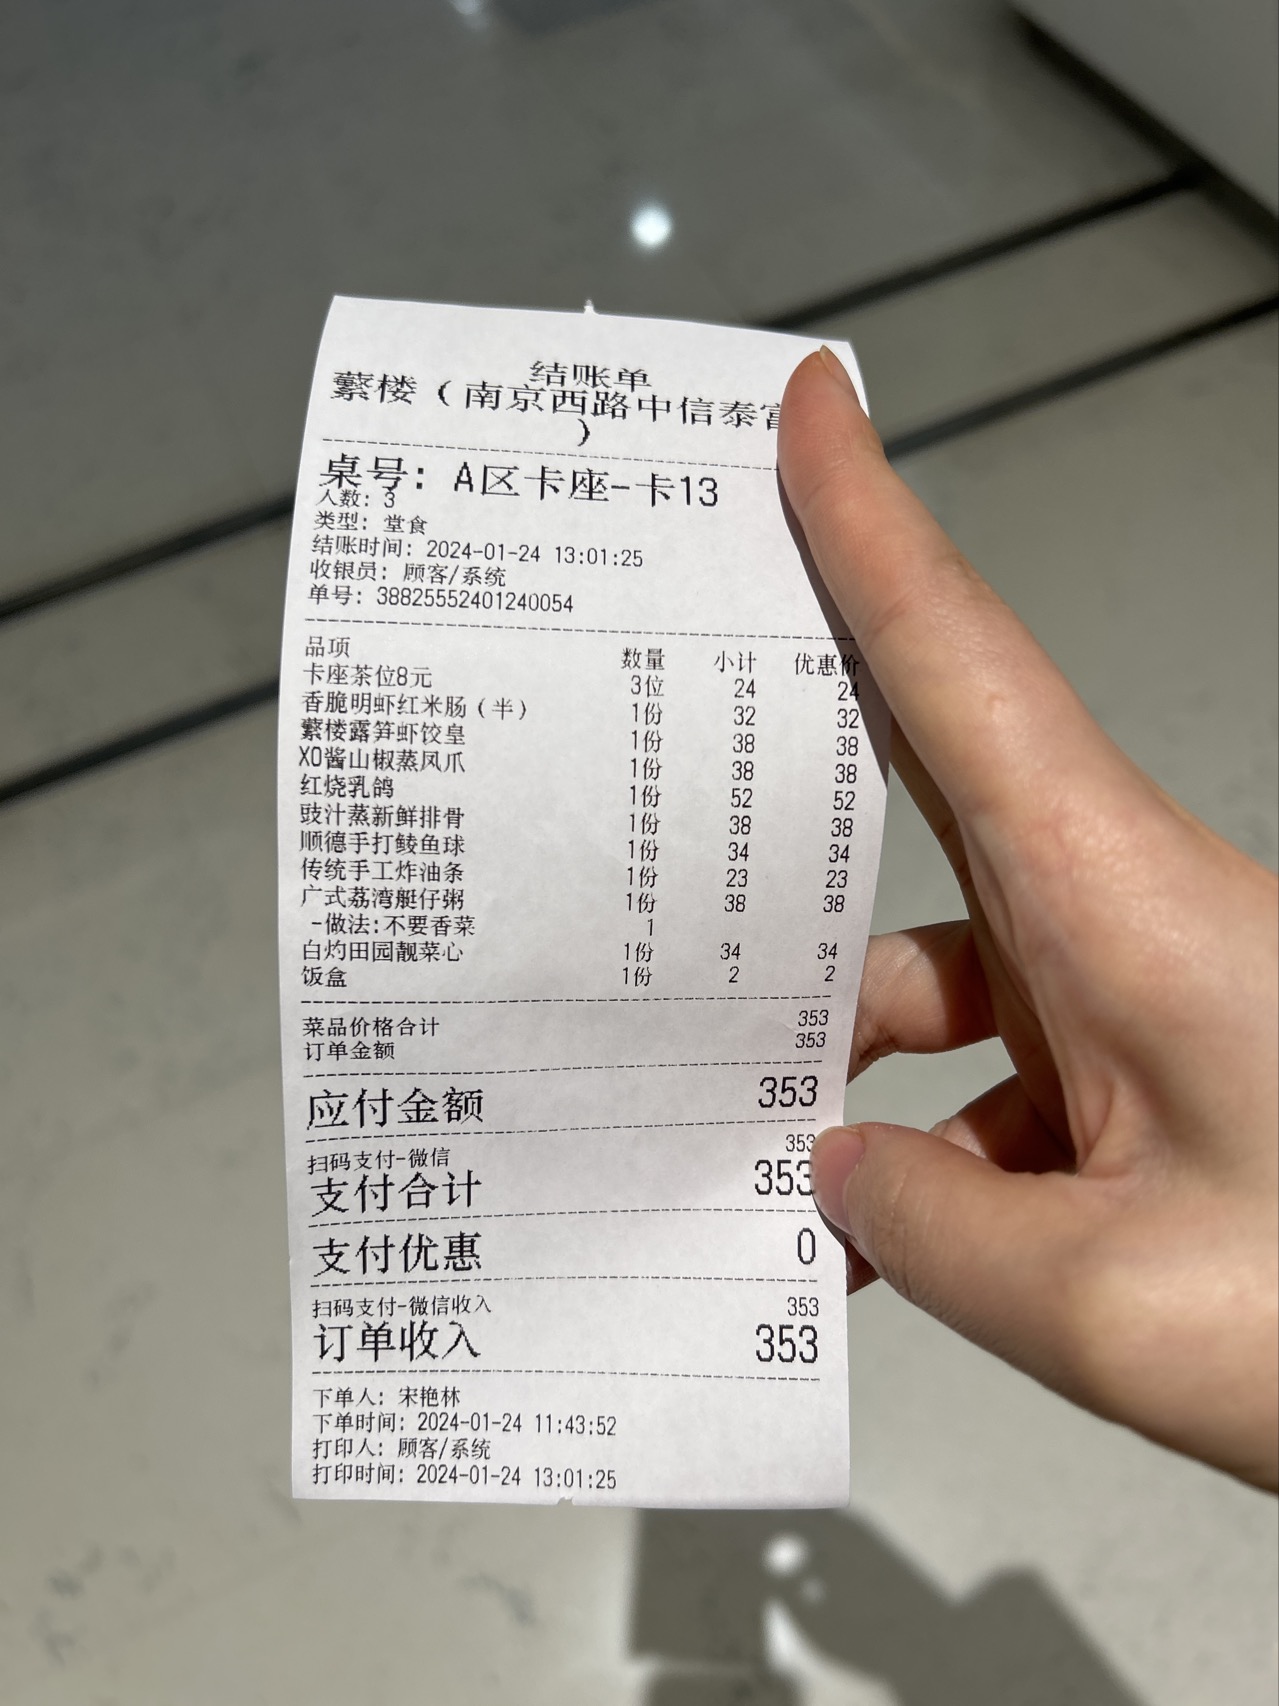 结账单
蘩楼（南京西路中信泰富
）
桌号：A区卡座-卡13
人数：3
类型：堂食
结账时间：2024-01-24 13:01:25
收银员：顾客/系统
单号：38825552401240054
品项 数量 小计 优惠价
卡座茶位8元 3位 24 24
香脆明虾红米肠（半） 1份 32 32
蘩楼露笋虾饺皇 1份 38 38
XO酱山椒蒸凤爪 1份 38 38
红烧乳鸽 1份 52 52
豉汁蒸新鲜排骨 1份 38 38
顺德手打鲮鱼球 1份 34 34
传统手工炸油条 1份 23 23
广式荔湾艇仔粥 1份 38 38
-做法:不要香菜 1
白灼田园靓菜心 1份 34 34
饭盒 1份 2 2
菜品价格合计 353
订单金额 353
应付金额 353
扫码支付-微信 353
支付合计 353
支付优惠 0
扫码支付-微信收入 353
订单收入 353
下单人：宋艳林
下单时间：2024-01-24 11:43:52
打印人：顾客/系统
打印时间：2024-01-24 13:01:25